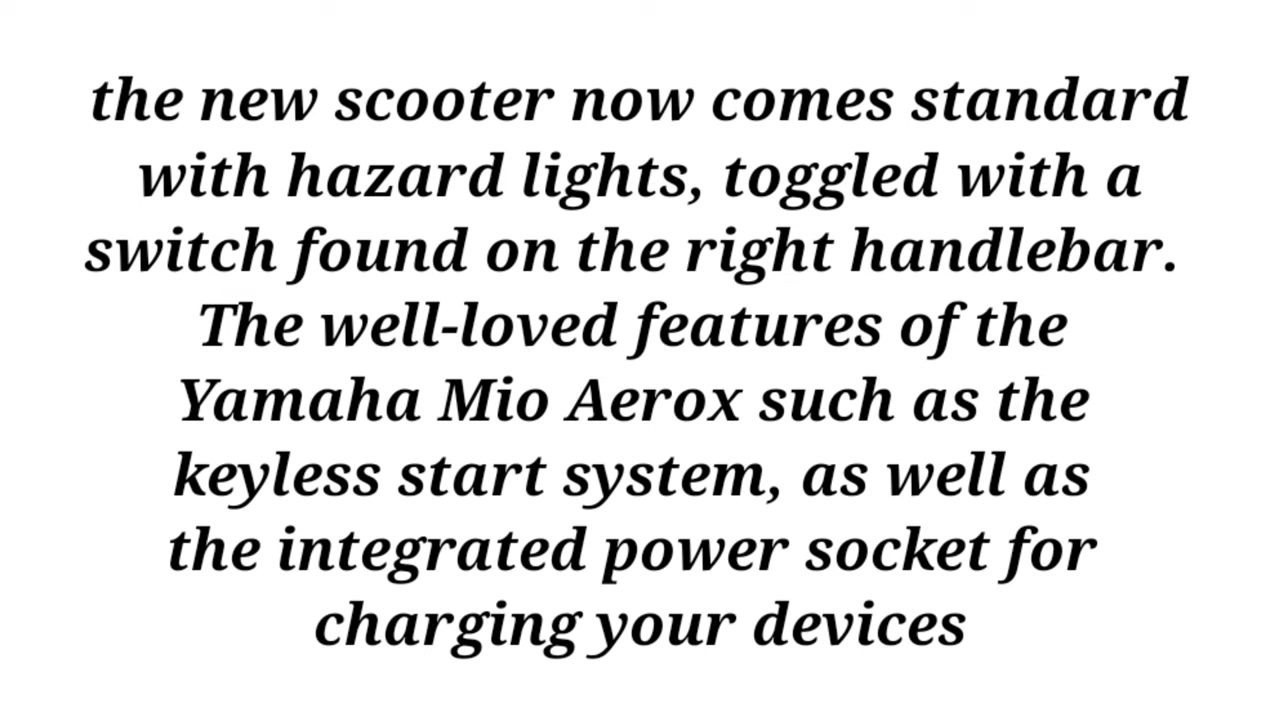 the new scooter now comes standard
with hazard lights, toggled with a
switch found on the right handlebar.
The well-loved features of the
Yamaha Mio Aerox such as the
keyless start system, as well as
the integrated power socket for
charging your devices